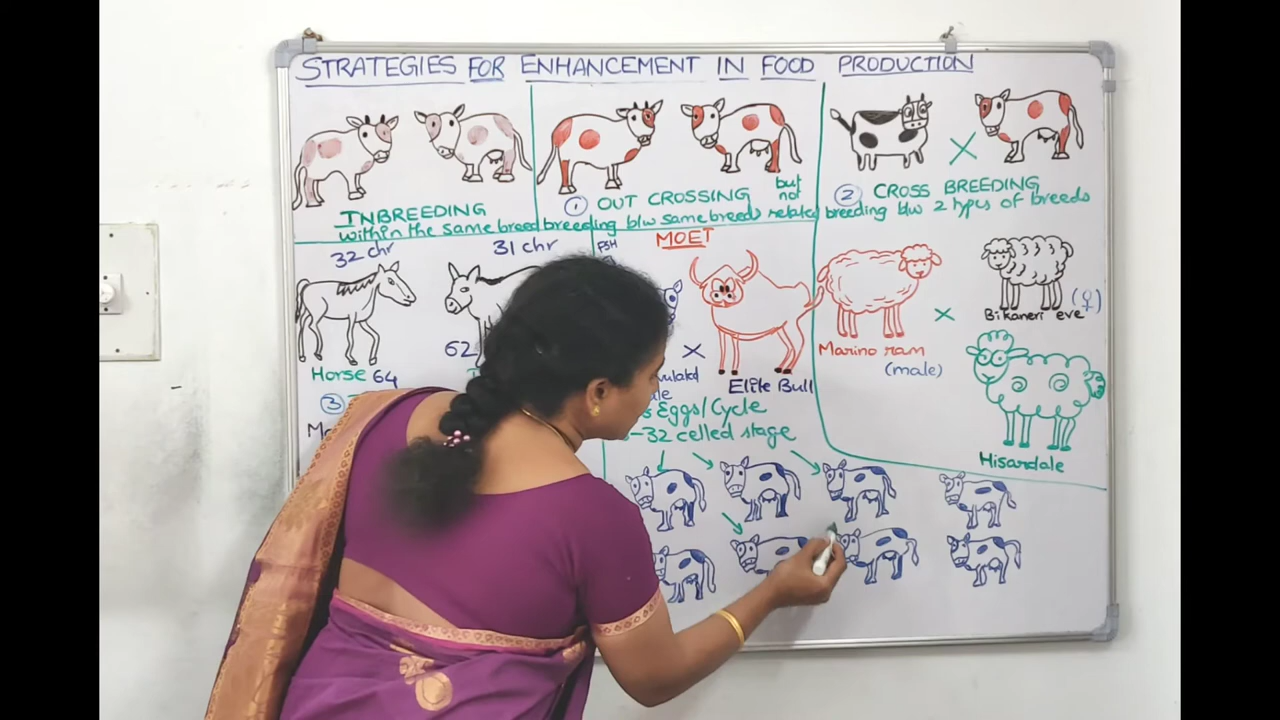 STRATEGIES FOR ENHANCEMENT IN FOOD PRODUCTION
INBREEDING
within the same breed
1 OUT CROSSING but not
breeding b/w same breeds related
2 CROSS BREEDING
breeding b/w 2 types of breeds
32 chr
31 chr
Horse 64
62
3
MOET
X
Elite Bull
Eggs/Cycle
-32 celled stage
X
X
Marino ram
(male)
Bikaneri eve
(♀)
Hisardale